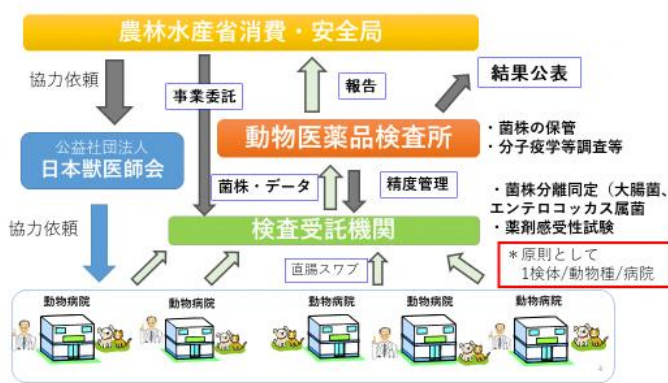 農林水産省消費・安全局
協力依頼
事業委託
報告
結果公表
公益社団法人
日本獣医師会
動物医薬品検査所
・菌株の保管
・分子疫学等調査等
菌株・データ
精度管理
協力依頼
検査受託機関
・菌株分離同定（大腸菌、
エンテロコッカス属菌
・薬剤感受性試験
直腸スワブ
＊原則として
1検体/動物種/病院
動物病院
動物病院
動物病院
動物病院
動物病院